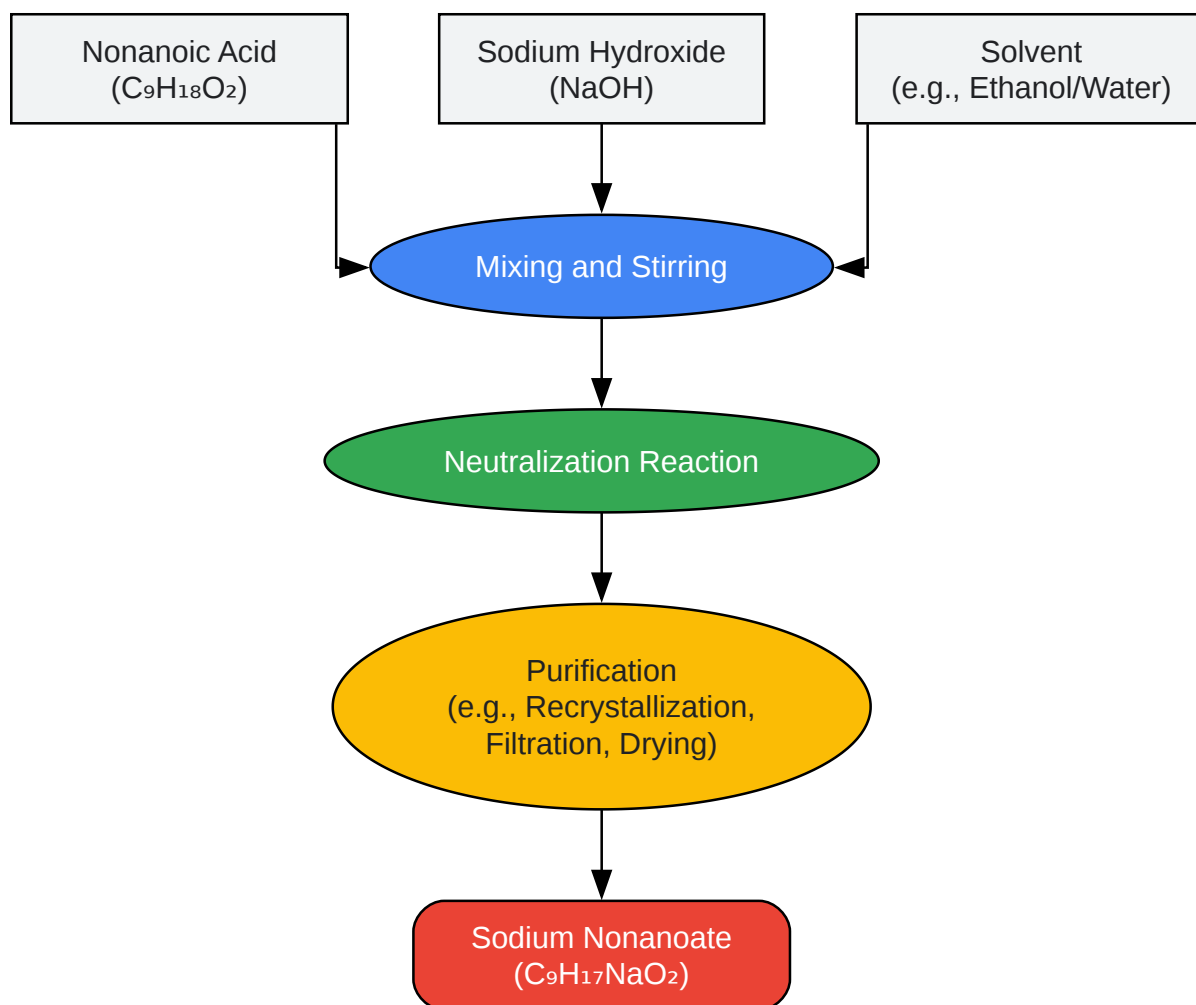 Nonanoic Acid
(C₉H₁₈O₂)
Sodium Hydroxide
(NaOH)
Solvent
(e.g., Ethanol/Water)
Mixing and Stirring
Neutralization Reaction
Purification
(e.g., Recrystallization,
Filtration, Drying)
Sodium Nonanoate
(C₉H₁₇NaO₂)